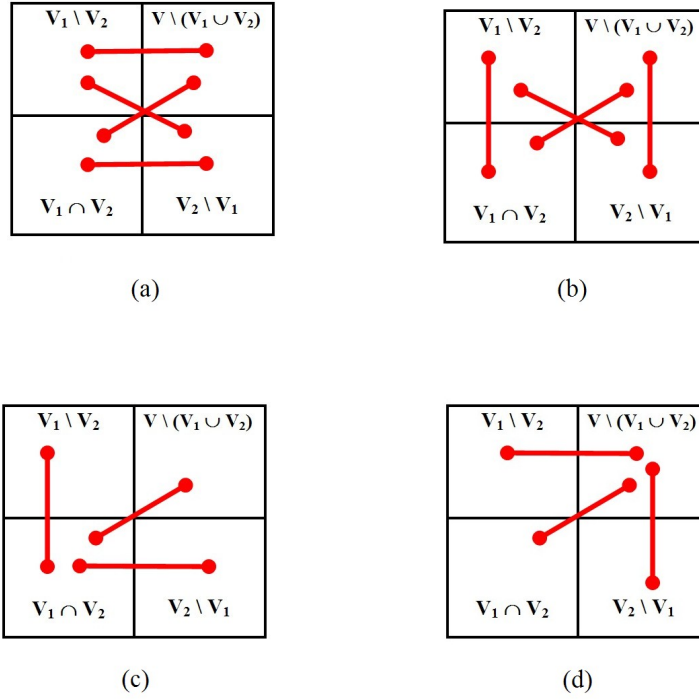 V₁ \ V₂ V \ (V₁ ∪ V₂)
V₁ ∩ V₂ V₂ \ V₁
(a)
V₁ \ V₂ V \ (V₁ ∪ V₂)
V₁ ∩ V₂ V₂ \ V₁
(b)
V₁ \ V₂ V \ (V₁ ∪ V₂)
V₁ ∩ V₂ V₂ \ V₁
(c)
V₁ \ V₂ V \ (V₁ ∪ V₂)
V₁ ∩ V₂ V₂ \ V₁
(d)